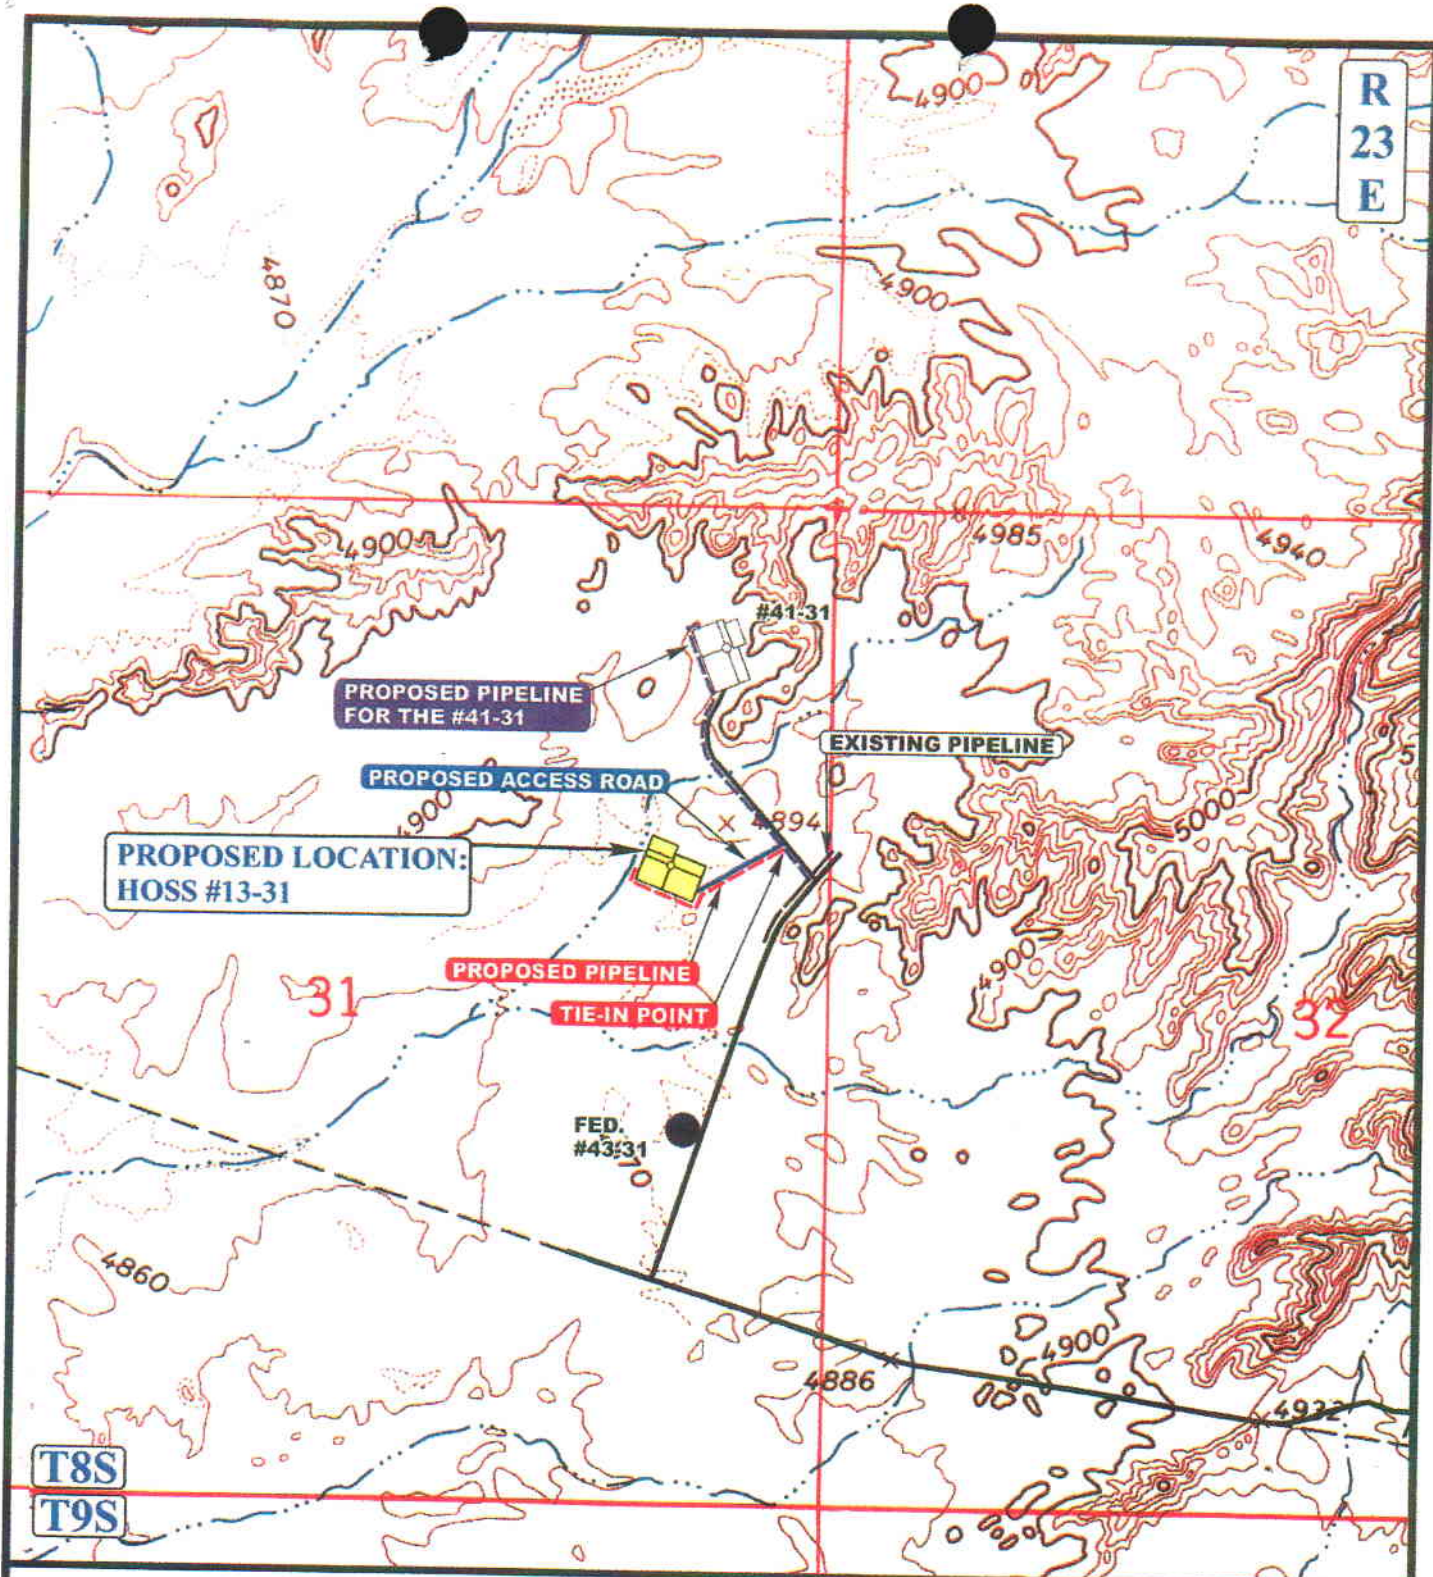 R
23
E
4900
4870
4900
4900
4985
4940
#41-31
PROPOSED PIPELINE
FOR THE #41-31
EXISTING PIPELINE
PROPOSED ACCESS ROAD
4900
4894
5000
PROPOSED LOCATION:
HOSS #13-31
4900
PROPOSED PIPELINE
31
TIE-IN POINT
32
FED.
#43-31
4860
4900
4886
4932
T8S
T9S